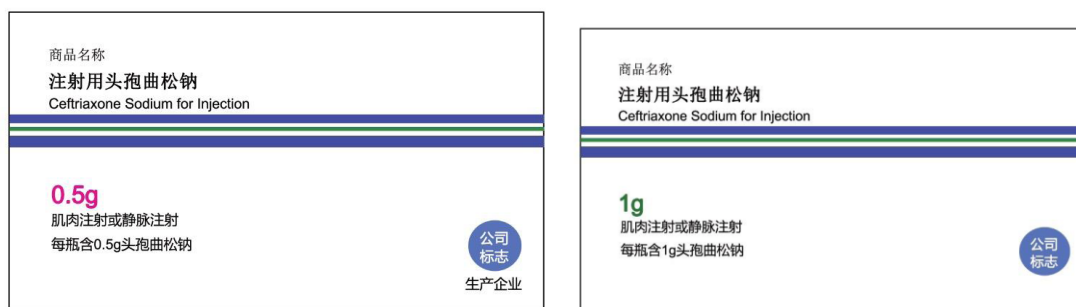 商品名称
注射用头孢曲松钠
Ceftriaxone Sodium for Injection
0.5g
肌肉注射或静脉注射
每瓶含0.5g头孢曲松钠
公司
标志
生产企业
商品名称
注射用头孢曲松钠
Ceftriaxone Sodium for Injection
1g
肌肉注射或静脉注射
每瓶含1g头孢曲松钠
公司
标志